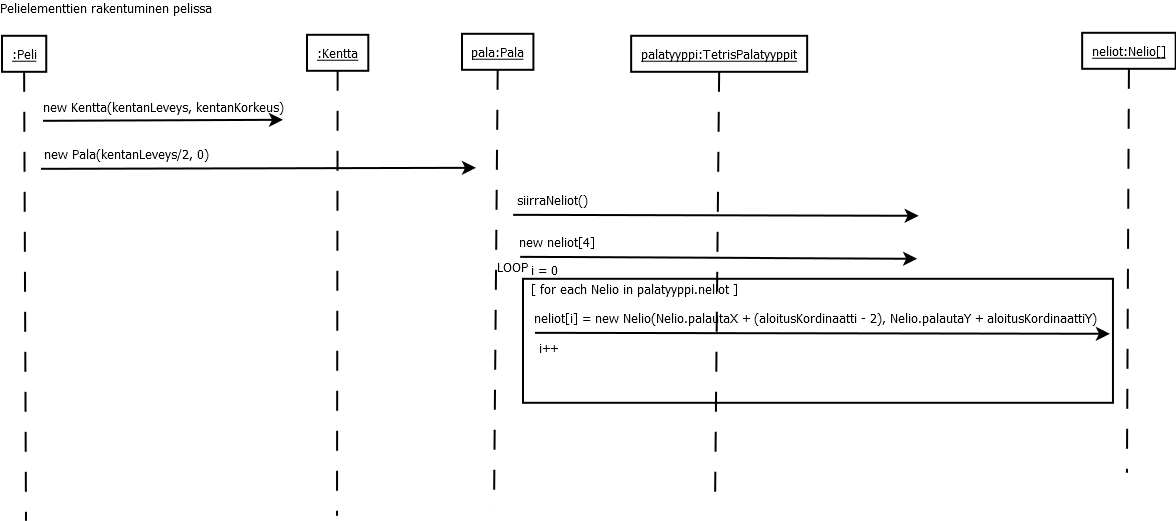 Pelielementtien rakentuminen pelissa
:Peli
:Kentta
pala:Pala
palatyyppi:TetrisPalatyyppit
neliot:Nelio[]
new Kentta(kentanLeveys, kentanKorkeus)
new Pala(kentanLeveys/2, 0)
siirraNeliot()
new neliot[4]
LOOP
i = 0
[ for each Nelio in palatyyppi.neliot ]
neliot[i] = new Nelio(Nelio.palautaX + (aloitusKordinaatti - 2), Nelio.palautaY + aloitusKordinaattiY)
i++